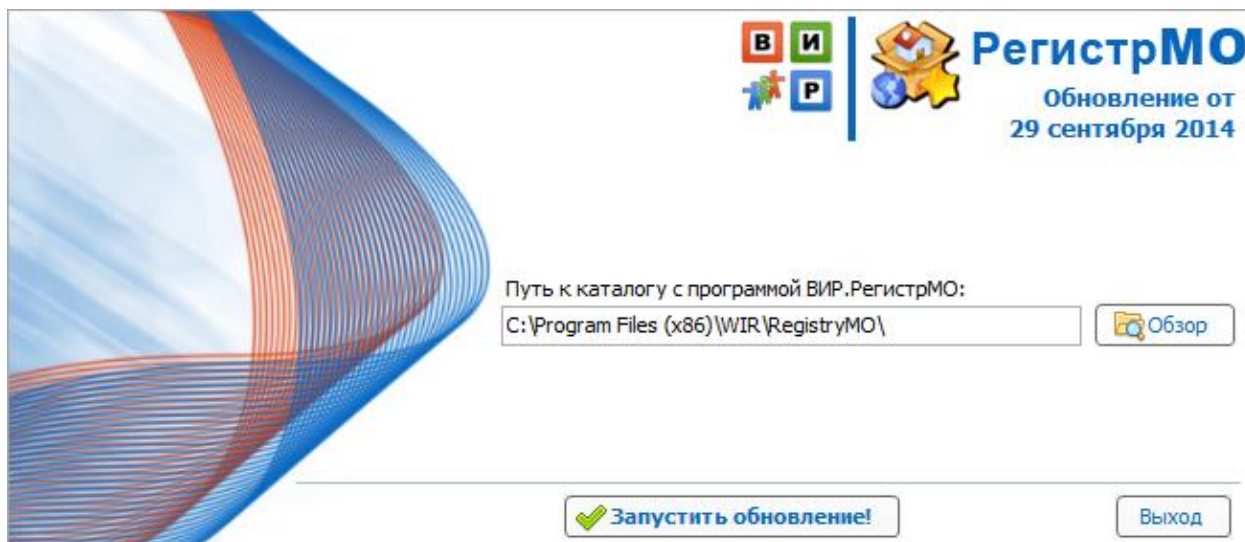 В И
Р
РегистрМО
Обновление от
29 сентября 2014
Путь к каталогу с программой ВИР.РегистрМО:
C:\Program Files (x86)\WIR\RegistryMO\
Обзор
Запустить обновление!
Выход